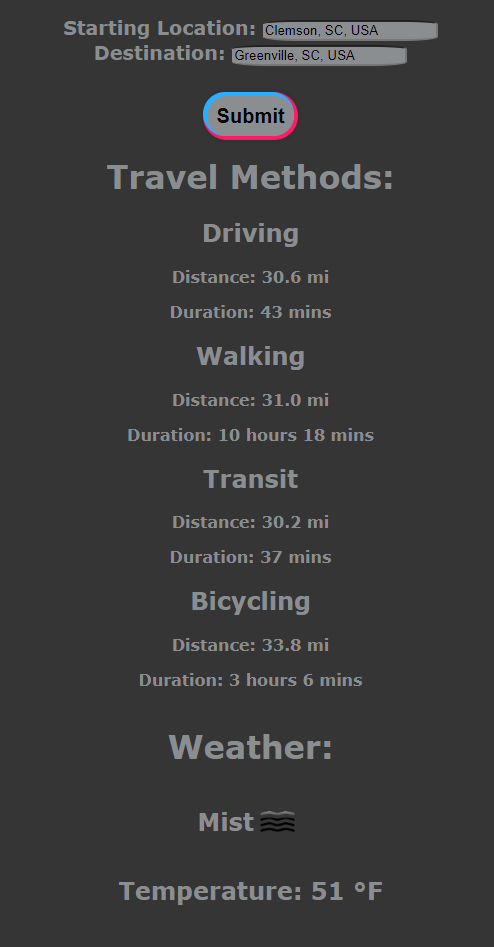 Starting Location: Clemson, SC, USA
Destination: Greenville, SC, USA
Submit
Travel Methods:
Driving
Distance: 30.6 mi
Duration: 43 mins
Walking
Distance: 31.0 mi
Duration: 10 hours 18 mins
Transit
Distance: 30.2 mi
Duration: 37 mins
Bicycling
Distance: 33.8 mi
Duration: 3 hours 6 mins
Weather:
Mist
Temperature: 51 °F